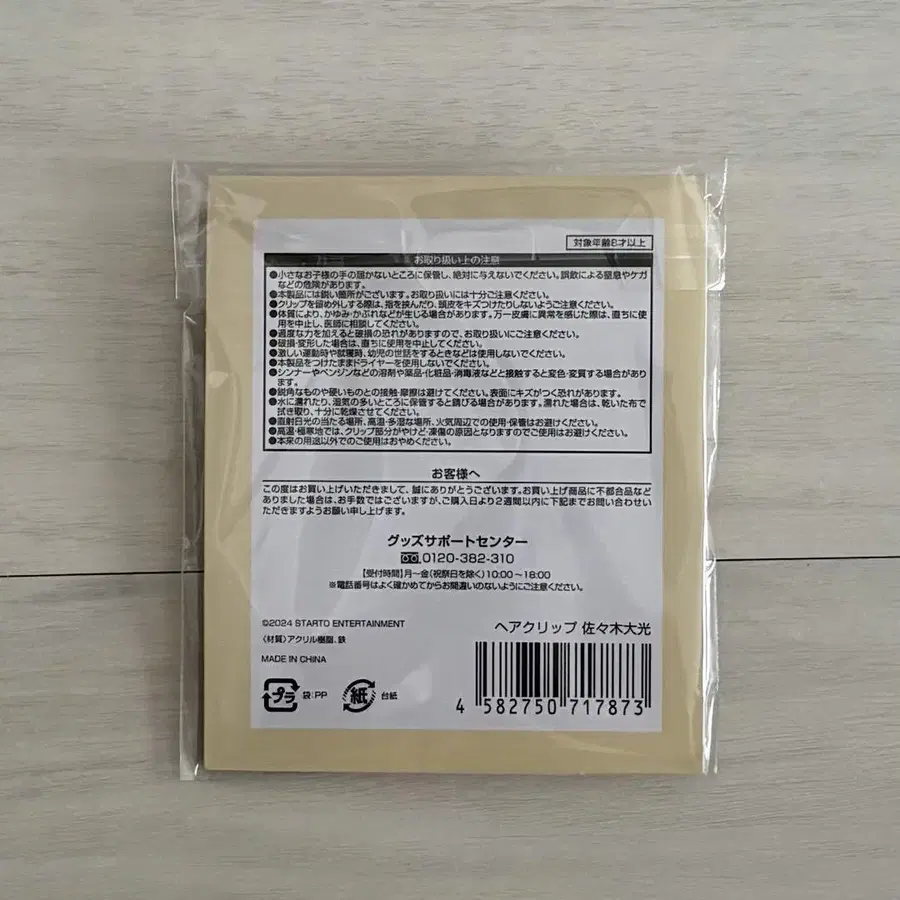 対象年齢8才以上
お取り扱い上の注意
●小さなお子様の手の届かないところに保管し、絶対に与えないでください。誤飲による窒息やケガ
などの危険があります。
●本製品には鋭い箇所がございます。お取り扱いには十分ご注意ください。
●クリップを留め外しする際は、指を挟んだり、頭皮をキズつけたりしないようご注意ください。
●体質により、かゆみ・かぶれなどが生じる場合があります。万一皮膚に異常を感じた際は、直ちに使
用を中止し、医師に相談してください。
●過度な力を加えると破損の恐れがありますので、お取り扱いにご注意ください。
●破損・変形した場合は、直ちに使用を中止してください。
●激しい運動時や就寝時、幼児の世話をするときなどは使用しないでください。
●本製品をつけたままドライヤーを使用しないでください。
●シンナーやベンジンなどの溶剤や薬品・化粧品・消毒液などと接触すると変色・変質する場合があり
ます。
●鋭角なものや硬いものとの接触・摩擦は避けてください。表面にキズがつく恐れがあります。
●水に濡れたり、湿気の多いところに保管すると錆びる場合があります。濡れた場合は、乾いた布で
拭き取り、十分に乾燥させてください。
●直射日光の当たる場所、高温・多湿な場所、火気周辺での使用・保管はお避けください。
●高温・極寒地では、クリップ部分がやけど・凍傷の原因となりますのでご使用はお避けください。
●本来の用途以外でのご使用はおやめください。
お客様へ
この度はお買い上げいただきまして、誠にありがとうございます。お買い上げ商品に不都合品など
ありました場合は、お手数ではございますが、ご購入日より2週間以内に下記までお問い合わせい
ただきますようお願い申し上げます。
グッズサポートセンター
0120-382-310
【受付時間】月〜金(祝祭日を除く)10:00〜18:00
※電話番号はよく確かめてからお間違いのないようにご注意ください。
©2024 STARTO ENTERTAINMENT
〈材質〉アクリル樹脂、鉄
MADE IN CHINA
ヘアクリップ 佐々木大光
プラ 袋:PP
紙 台紙
4 582750 717873